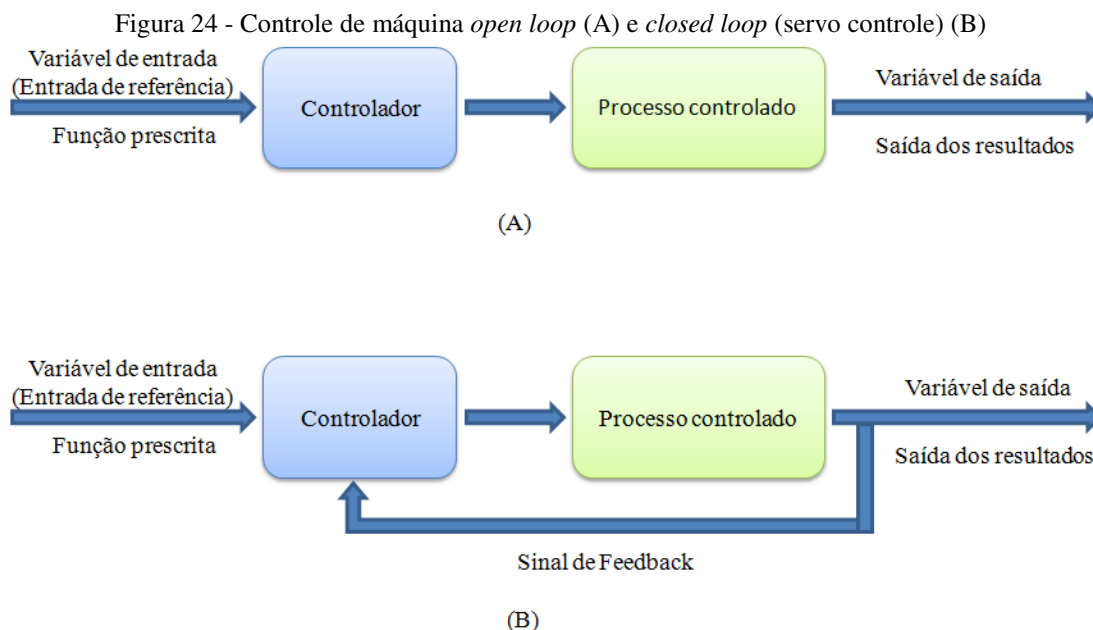 Figura 24 - Controle de máquina open loop (A) e closed loop (servo controle) (B)
Variável de entrada
(Entrada de referência)
Função prescrita
Controlador
Processo controlado
Variável de saída
Saída dos resultados
(A)
Variável de entrada
(Entrada de referência)
Função prescrita
Controlador
Processo controlado
Variável de saída
Saída dos resultados
Sinal de Feedback
(B)